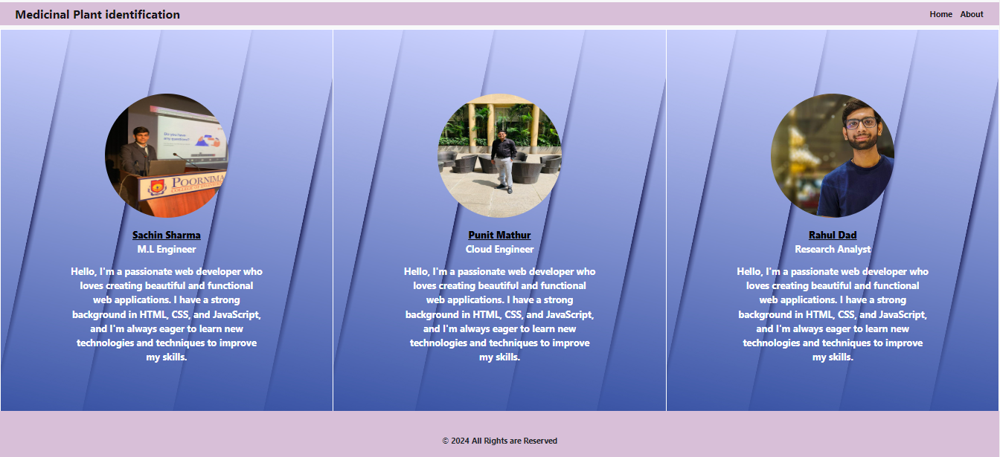 Medicinal Plant identification
Home About
Do you have
any questions?
POORNIMA
COLLEGE OF
Sachin Sharma
M.L Engineer
Hello, I'm a passionate web developer who
loves creating beautiful and functional
web applications. I have a strong
background in HTML, CSS, and JavaScript,
and I'm always eager to learn new
technologies and techniques to improve
my skills.
Punit Mathur
Cloud Engineer
Hello, I'm a passionate web developer who
loves creating beautiful and functional
web applications. I have a strong
background in HTML, CSS, and JavaScript,
and I'm always eager to learn new
technologies and techniques to improve
my skills.
Rahul Dad
Research Analyst
Hello, I'm a passionate web developer who
loves creating beautiful and functional
web applications. I have a strong
background in HTML, CSS, and JavaScript,
and I'm always eager to learn new
technologies and techniques to improve
my skills.
© 2024 All Rights are Reserved